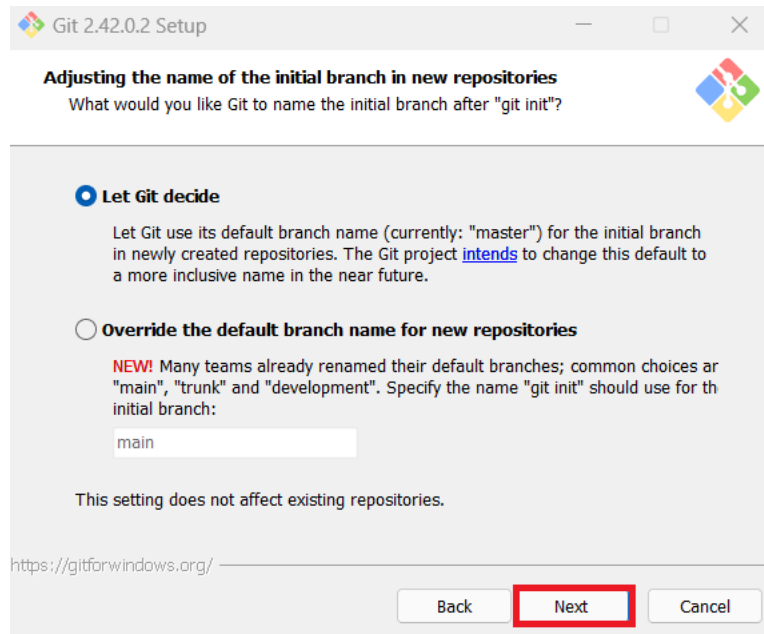 Git 2.42.0.2 Setup
Adjusting the name of the initial branch in new repositories
What would you like Git to name the initial branch after "git init"?
Let Git decide
Let Git use its default branch name (currently: "master") for the initial branch
in newly created repositories. The Git project intends to change this default to
a more inclusive name in the near future.
Override the default branch name for new repositories
NEW! Many teams already renamed their default branches; common choices ar
"main", "trunk" and "development". Specify the name "git init" should use for th
initial branch:
main
This setting does not affect existing repositories.
https://gitforwindows.org/
Back Next Cancel